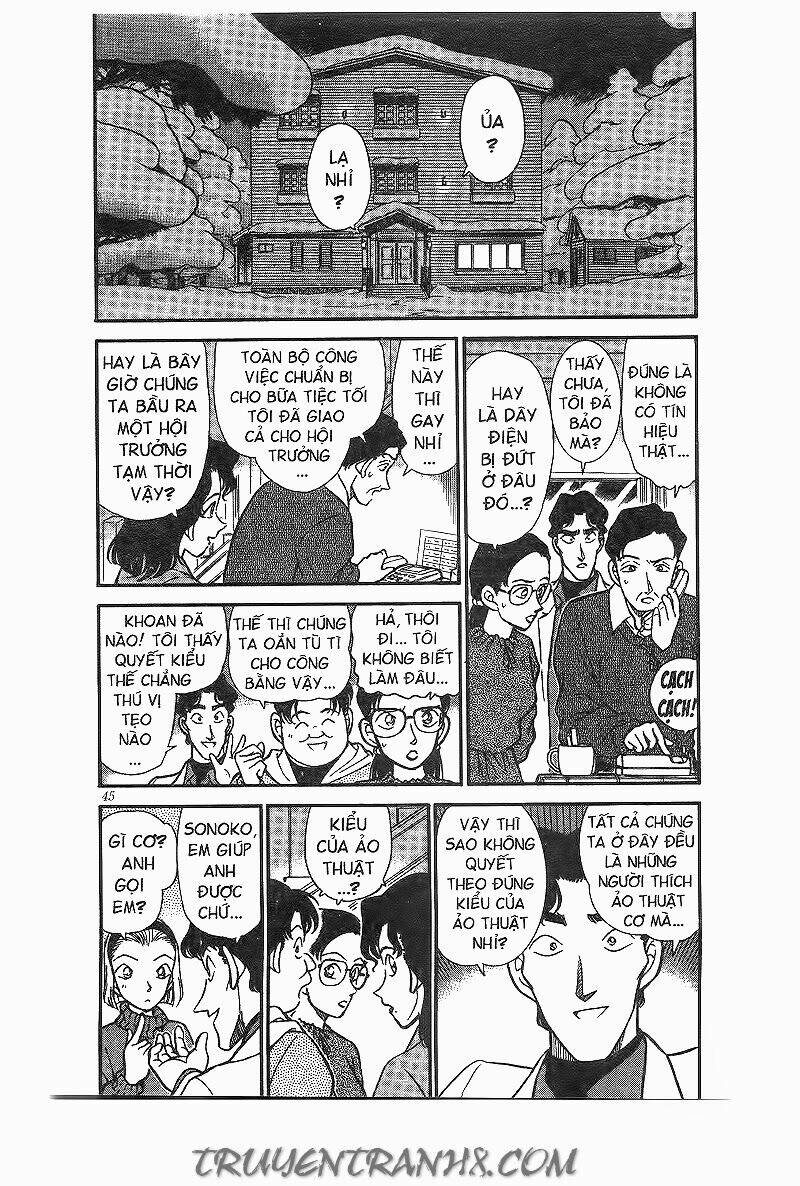 ỦA
?
LẠ
NHỈ
?
ĐÚNG LÀ
KHÔNG
CÓ TÍN
HIỆU
THẬT...
THẤY
CHƯA,
TÔI ĐÃ
BẢO
MÀ?
HAY
LÀ DÂY
ĐIỆN
BỊ ĐỨT
Ở ĐÂU
ĐÓ...?
CẠCH
CẠCH!
THẾ
NÀY
THÌ
GAY
NHỈ
...
TOÀN BỘ CÔNG
VIỆC CHUẨN BỊ
CHO BỮA TIỆC TỐI
TÔI ĐÃ GIAO
CẢ CHO HỘI
TRƯỞNG
...
HAY LÀ BÂY
GIỜ CHÚNG
TA BẦU RA
MỘT HỘI
TRƯỞNG
TẠM THỜI
VẬY?
HẢ, THÔI
ĐI... TÔI
KHÔNG BIẾT
LÀM ĐÂU...
THẾ THÌ CHÚNG
TA OẲN TÙ TÌ
CHO CÔNG
BẰNG VẬY...
KHOAN ĐÃ
NÀO! TÔI THẤY
QUYẾT KIỂU
THẾ CHẲNG
THÚ VỊ
TẸO
NÀO
...
45
TẤT CẢ CHÚNG
TA Ở ĐÂY ĐỀU
LÀ NHỮNG
NGƯỜI THÍCH
ẢO THUẬT
CƠ MÀ...
VẬY THÌ
SAO KHÔNG
QUYẾT
THEO ĐÚNG
KIỂU CỦA
ẢO THUẬT
NHỈ?
KIỂU
CỦA ẢO
THUẬT
...?
SONOKO,
EM GIÚP
ANH
ĐƯỢC
CHỨ...
GÌ CƠ?
ANH
GỌI
EM?
TRUYENTRANH8.COM